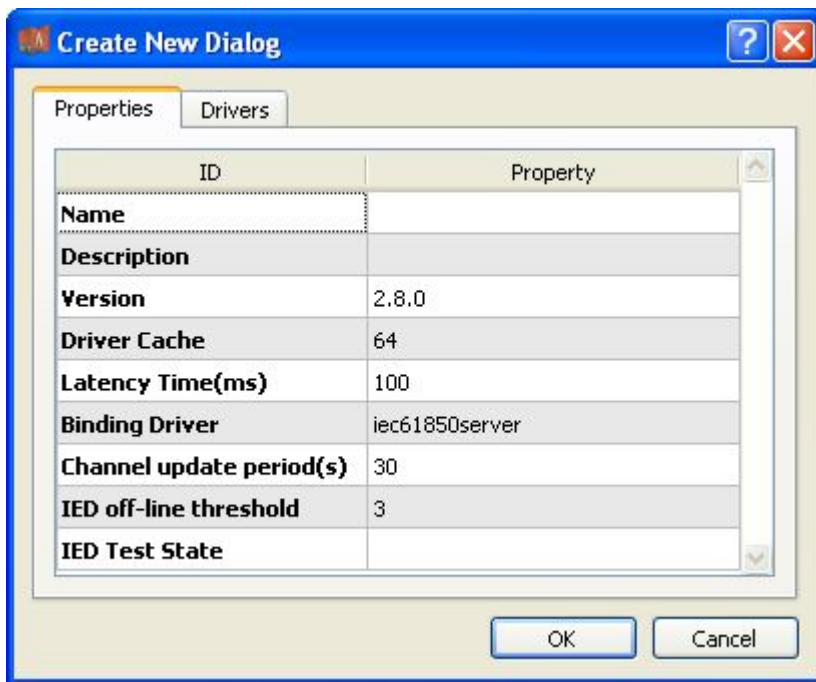 Create New Dialog
Properties Drivers
ID Property
Name
Description
Version 2.8.0
Driver Cache 64
Latency Time(ms) 100
Binding Driver iec61850server
Channel update period(s) 30
IED off-line threshold 3
IED Test State
OK Cancel